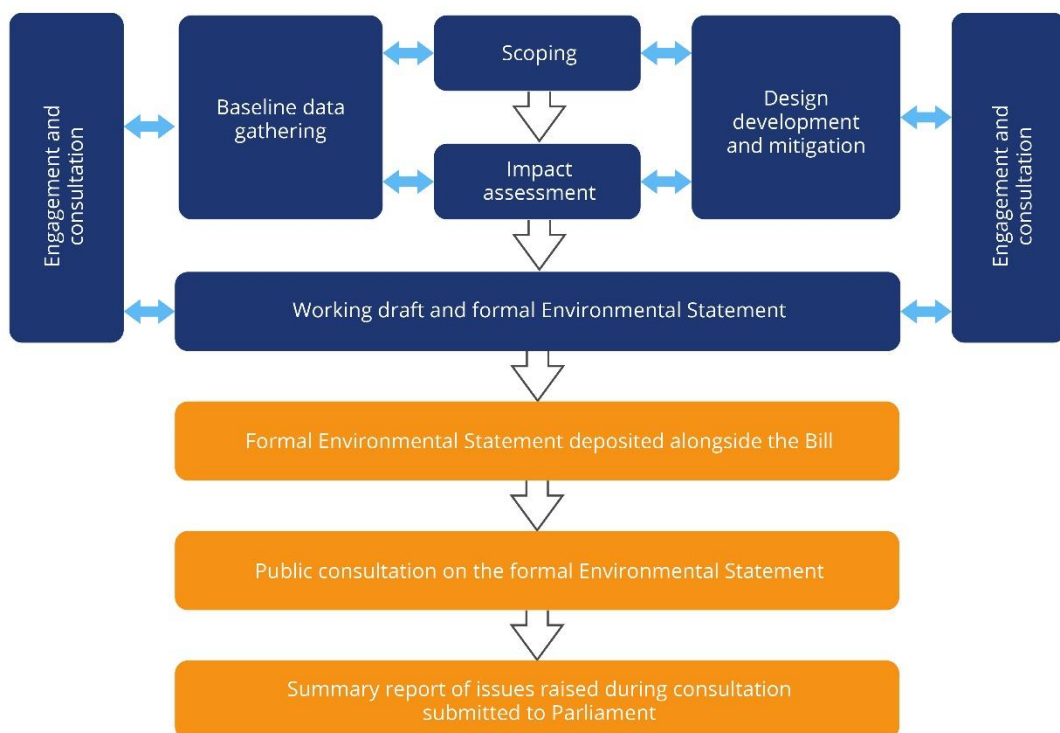 Engagement and
consultation
Baseline data
gathering
Scoping
Impact
assessment
Design
development
and mitigation
Engagement and
consultation
Working draft and formal Environmental Statement
Formal Environmental Statement deposited alongside the Bill
Public consultation on the formal Environmental Statement
Summary report of issues raised during consultation
submitted to Parliament